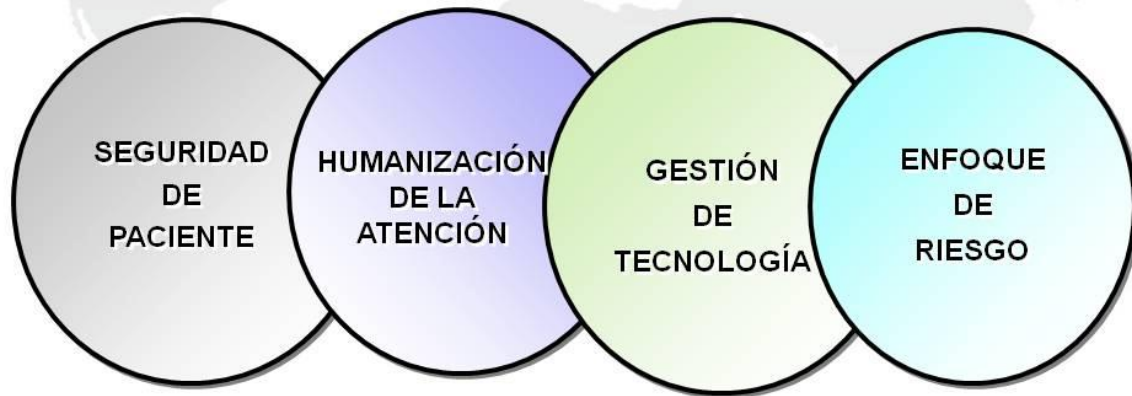 SEGURIDAD
DE
PACIENTE
HUMANIZACIÓN
DE LA
ATENCIÓN
GESTIÓN
DE
TECNOLOGÍA
ENFOQUE
DE
RIESGO